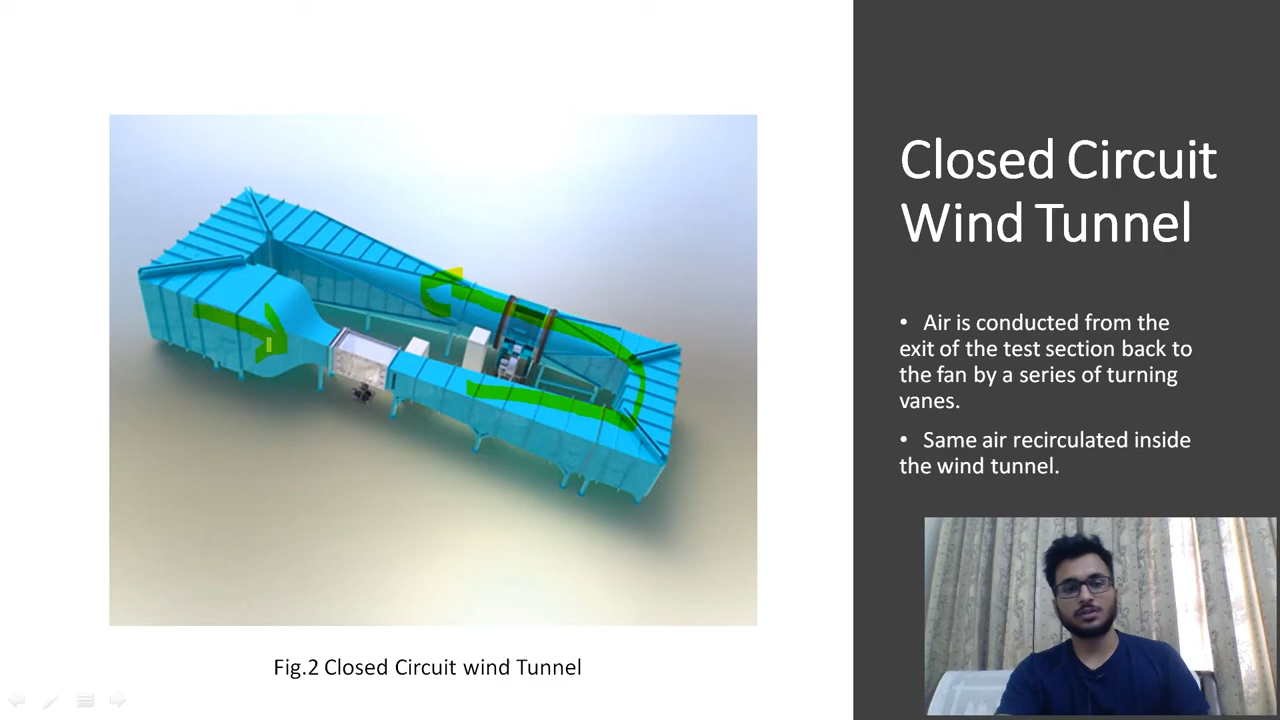 Closed Circuit
Wind Tunnel
• Air is conducted from the
exit of the test section back to
the fan by a series of turning
vanes.
• Same air recirculated inside
the wind tunnel.
Fig.2 Closed Circuit wind Tunnel